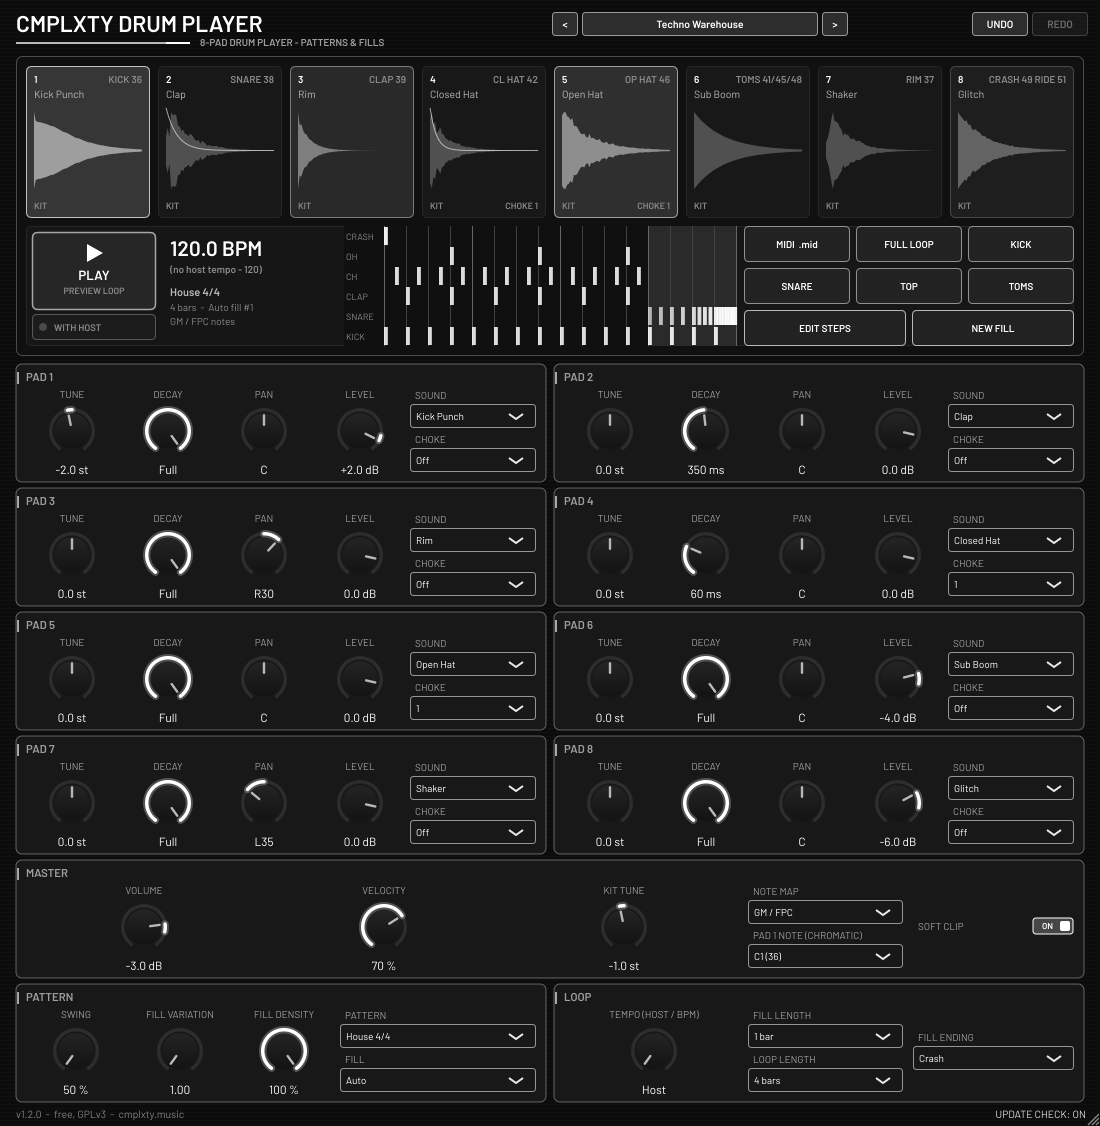 CMPLXTY DRUM PLAYER
8-PAD DRUM PLAYER - PATTERNS & FILLS
< Techno Warehouse >
UNDO REDO
1 KICK 36
Kick Punch
KIT
2 SNARE 38
Clap
KIT
3 CLAP 39
Rim
KIT
4 CL HAT 42
Closed Hat
KIT CHOKE 1
5 OP HAT 46
Open Hat
KIT CHOKE 1
6 TOMS 41/45/48
Sub Boom
KIT
7 RIM 37
Shaker
KIT
8 CRASH 49 RIDE 51
Glitch
KIT
PLAY
PREVIEW LOOP
WITH HOST
120.0 BPM
(no host tempo - 120)
House 4/4
4 bars - Auto fill #1
GM / FPC notes
CRASH
OH
CH
CLAP
SNARE
KICK
MIDI .mid FULL LOOP KICK
SNARE TOP TOMS
EDIT STEPS NEW FILL
PAD 1
TUNE DECAY PAN LEVEL SOUND
Kick Punch
CHOKE
Off
-2.0 st Full C +2.0 dB
PAD 2
TUNE DECAY PAN LEVEL SOUND
Clap
CHOKE
Off
0.0 st 350 ms C 0.0 dB
PAD 3
TUNE DECAY PAN LEVEL SOUND
Rim
CHOKE
Off
0.0 st Full R30 0.0 dB
PAD 4
TUNE DECAY PAN LEVEL SOUND
Closed Hat
CHOKE
1
0.0 st 60 ms C 0.0 dB
PAD 5
TUNE DECAY PAN LEVEL SOUND
Open Hat
CHOKE
1
0.0 st Full C 0.0 dB
PAD 6
TUNE DECAY PAN LEVEL SOUND
Sub Boom
CHOKE
Off
0.0 st Full C -4.0 dB
PAD 7
TUNE DECAY PAN LEVEL SOUND
Shaker
CHOKE
Off
0.0 st Full L35 0.0 dB
PAD 8
TUNE DECAY PAN LEVEL SOUND
Glitch
CHOKE
Off
0.0 st Full C -6.0 dB
MASTER
VOLUME VELOCITY KIT TUNE NOTE MAP
GM / FPC
SOFT CLIP ON
PAD 1 NOTE (CHROMATIC)
C1 (36)
-3.0 dB 70 % -1.0 st
PATTERN
SWING FILL VARIATION FILL DENSITY PATTERN
House 4/4
FILL
Auto
50 % 1.00 100 %
LOOP
TEMPO (HOST / BPM) FILL LENGTH
1 bar
FILL ENDING
LOOP LENGTH
Crash
4 bars
Host
v1.2.0 - free, GPLv3 - cmplxty.music
UPDATE CHECK: ON